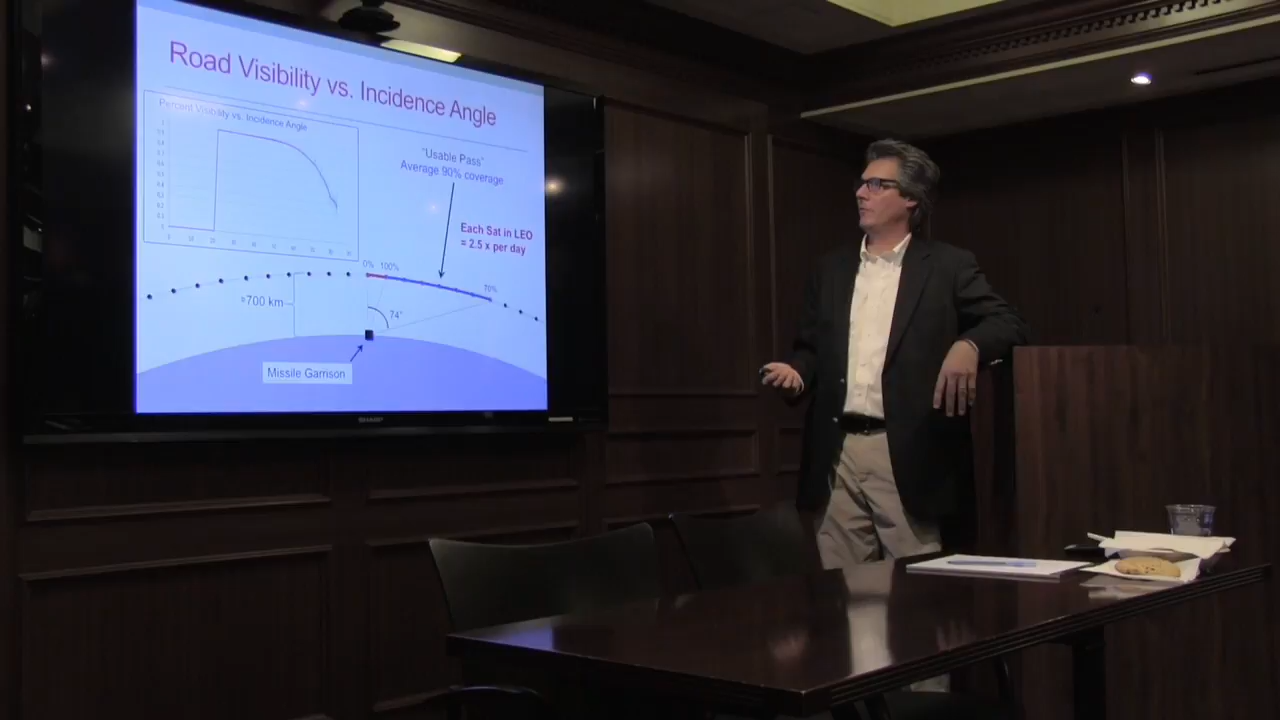 Road Visibility vs. Incidence Angle
Percent Visibility vs. Incidence Angle
"Usable Pass"
Average 90% coverage
Each Sat in LEO
= 2.5 x per day
0% 100%
70%
≈700 km
74°
Missile Garrison
SHARP